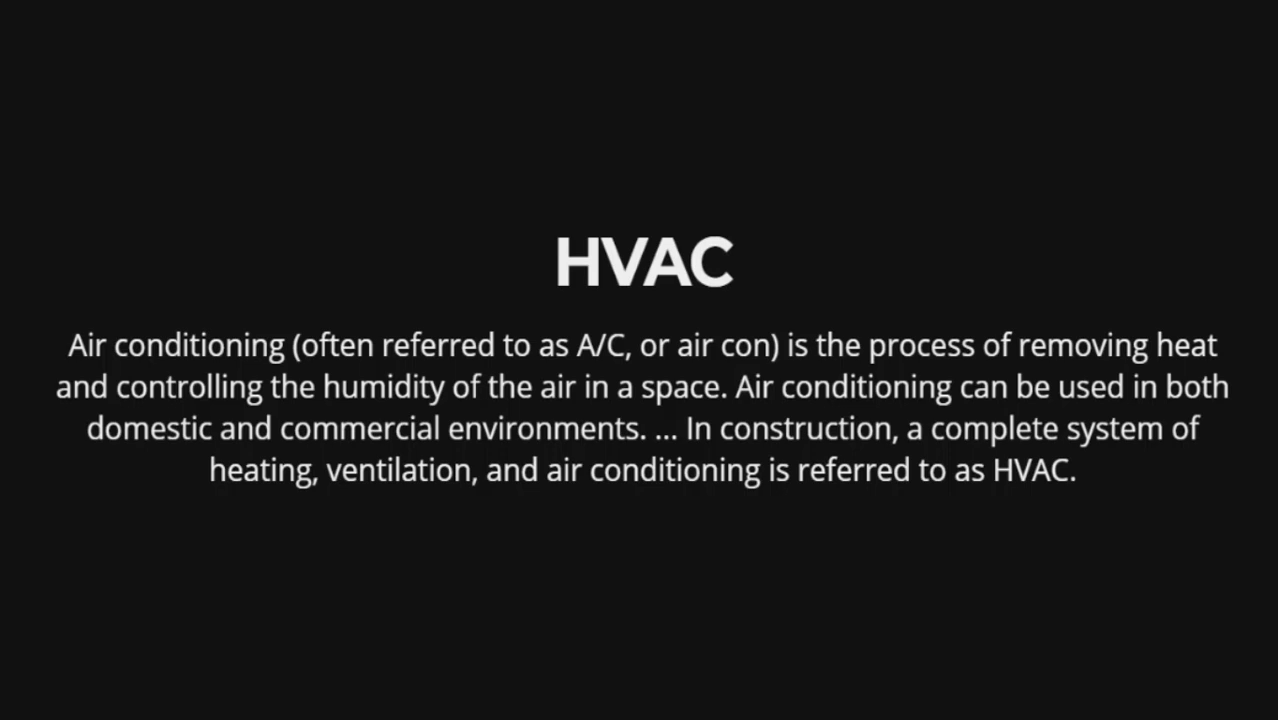 HVAC
Air conditioning (often referred to as A/C, or air con) is the process of removing heat
and controlling the humidity of the air in a space. Air conditioning can be used in both
domestic and commercial environments. ... In construction, a complete system of
heating, ventilation, and air conditioning is referred to as HVAC.